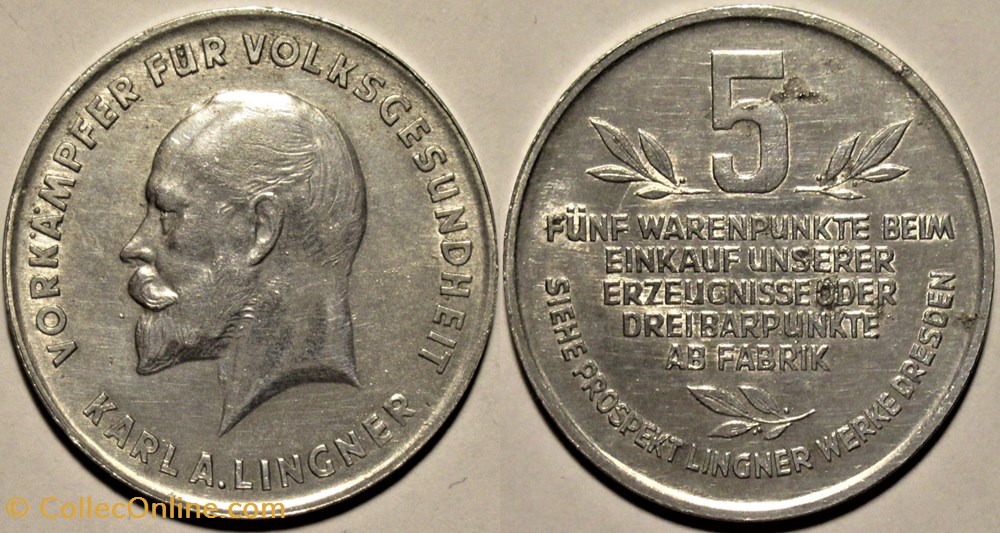 VORKÄMPFER FÜR VOLKSGESUNDHEIT
KARL A. LINGNER
5
FÜNF WARENPUNKTE BEIM
EINKAUF UNSERER
ERZEUGNISSE ODER
DREI BARPUNKTE
AB FABRIK
SIEHE PROSPEKT LINGNER WERKE DRESDEN
© CollecOnline.com